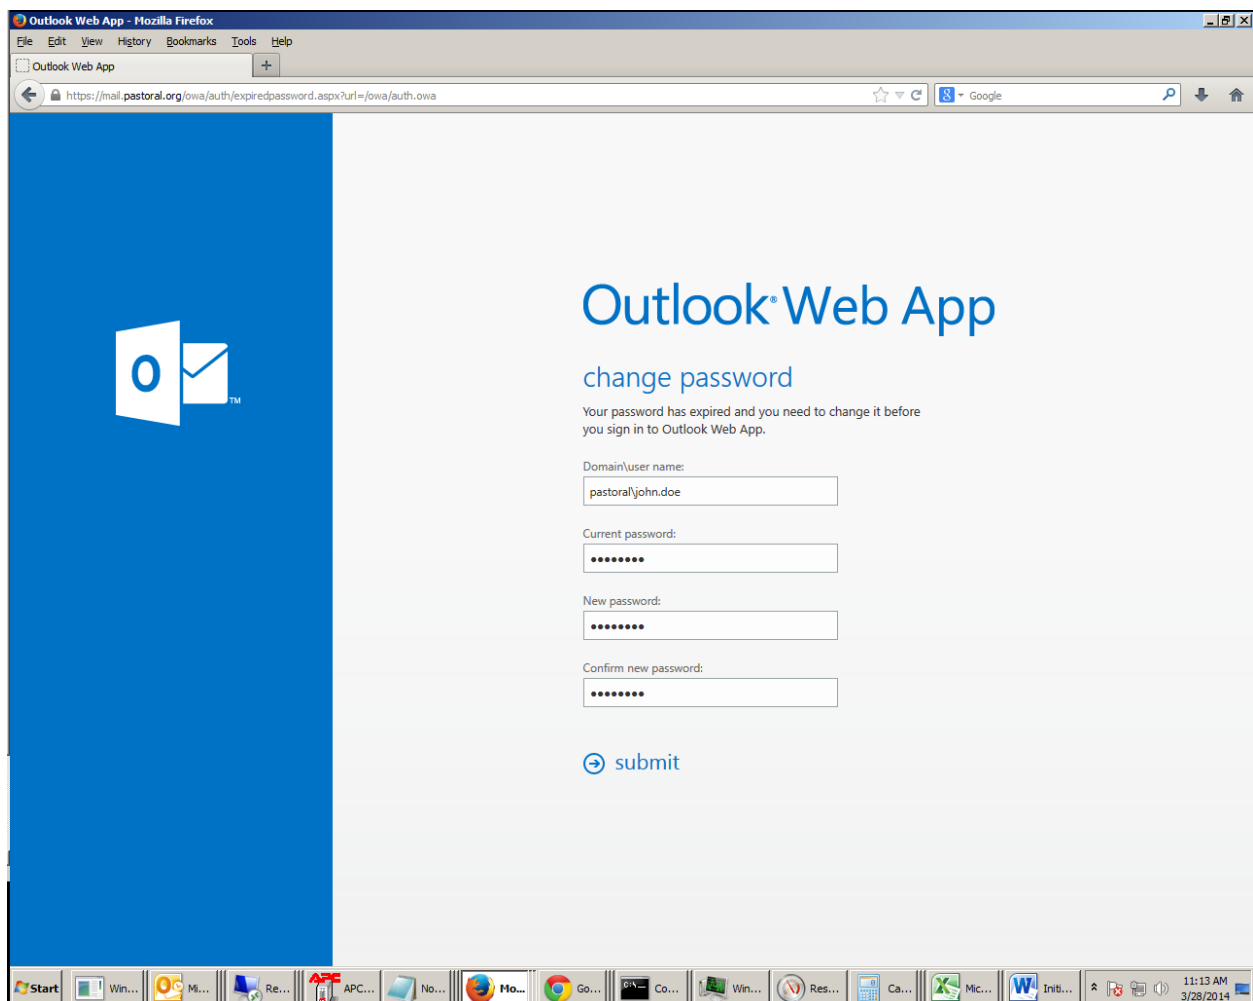 Outlook Web App - Mozilla Firefox
File Edit View History Bookmarks Tools Help
Outlook Web App +
https://mail.pastoral.org/owa/auth/expiredpassword.aspx?url=/owa/auth.owa
8 Google
Outlook® Web App
O
TM
change password
Your password has expired and you need to change it before
you sign in to Outlook Web App.
Domain\user name:
pastoral\john.doe
Current password:
••••••••
New password:
••••••••
Confirm new password:
••••••••
submit
Start Win... Mi... Re... APC APC... No... Mo... Go... C:\ Co... Win... Res... Ca... Mic... Initi... 11:13 AM
3/28/2014